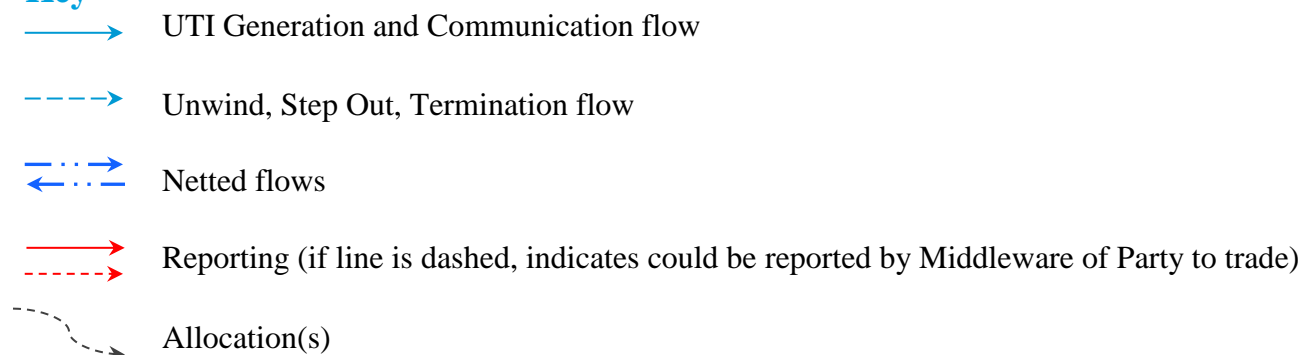 Key
UTI Generation and Communication flow
Unwind, Step Out, Termination flow
Netted flows
Reporting (if line is dashed, indicates could be reported by Middleware of Party to trade)
Allocation(s)